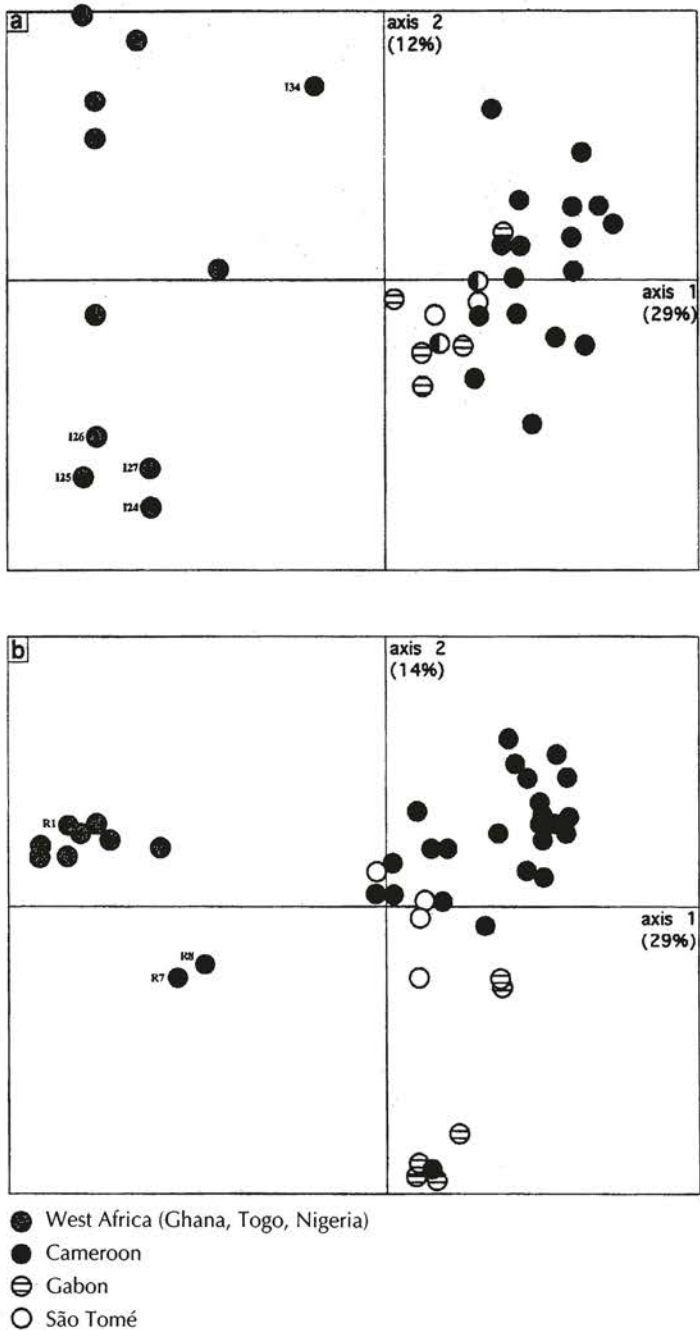 a
axis 2
(12%)
I34
axis 1
(29%)
I26
I25
I27
I24
b
axis 2
(14%)
R1
axis 1
(29%)
R8
R7
West Africa (Ghana, Togo, Nigeria)
Cameroon
Gabon
São Tomé